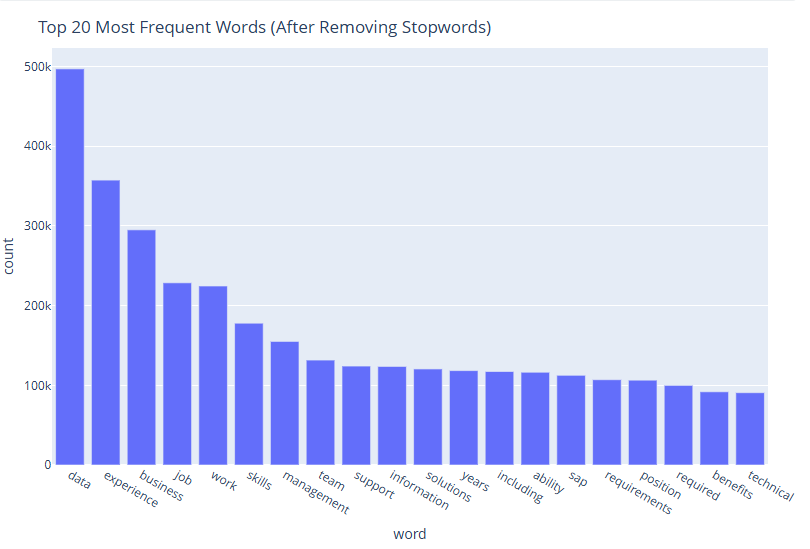 Top 20 Most Frequent Words (After Removing Stopwords)
500k
400k
300k
200k
100k
0
count
data
experience
business
job
work
skills
management
team
support
information
solutions
years
including
ability
sap
requirements
position
required
benefits
technical
word